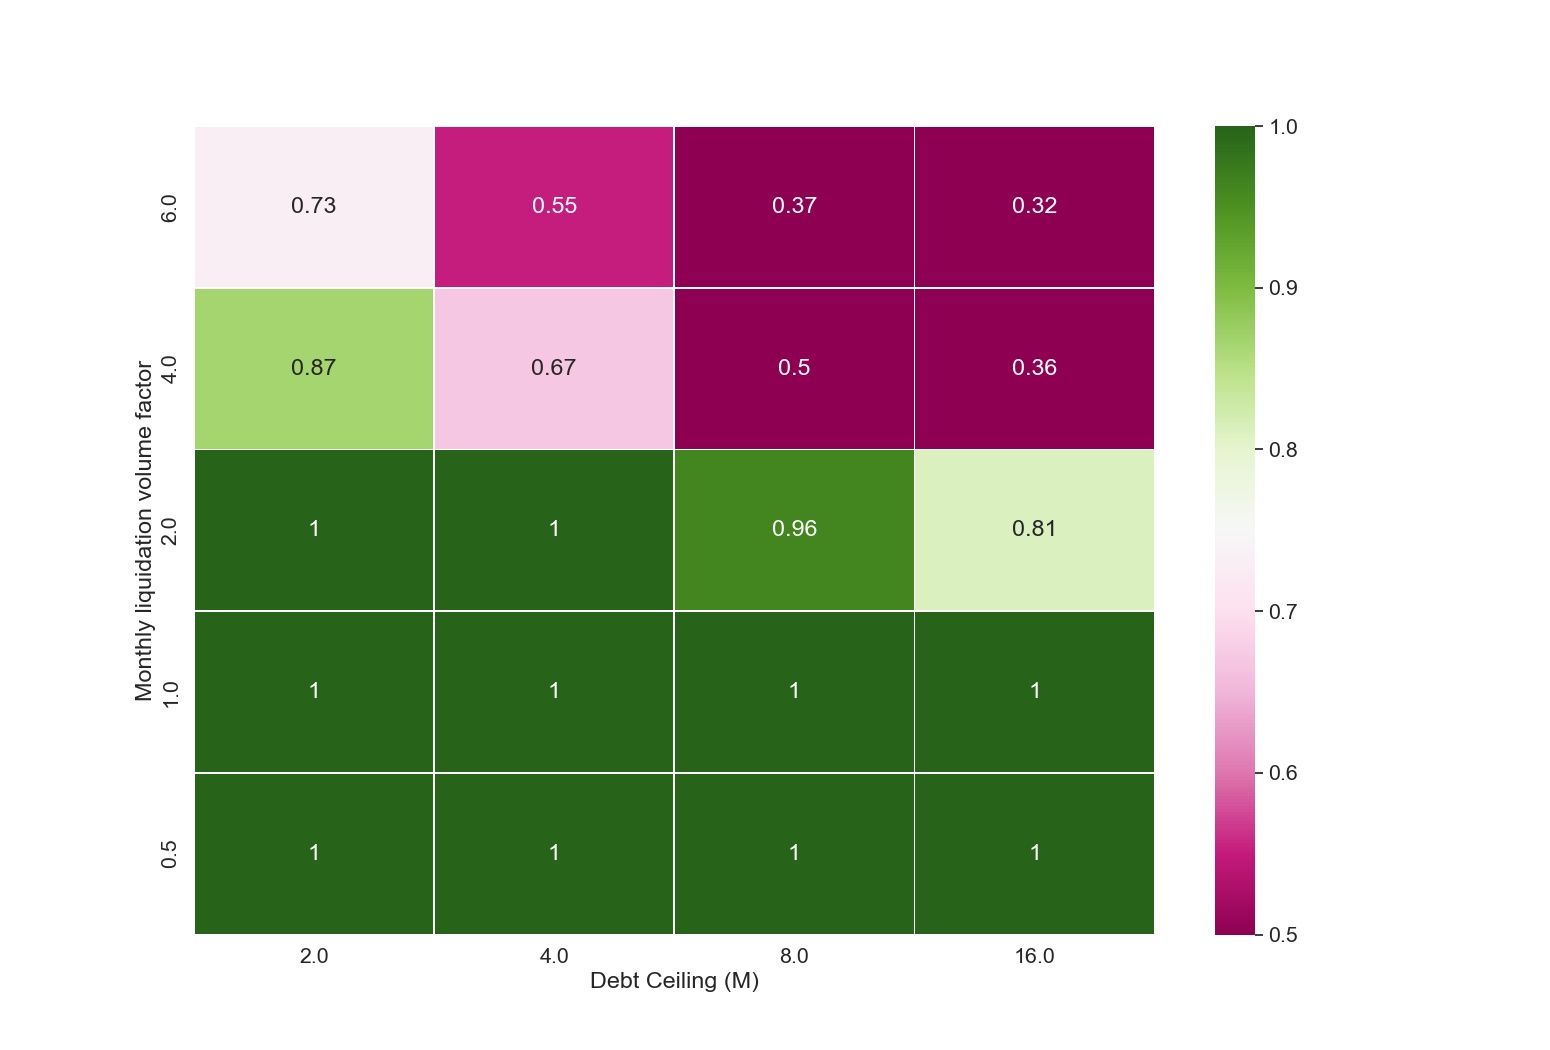 Monthly liquidation volume factor
6.0 0.73 0.55 0.37 0.32
4.0 0.87 0.67 0.5 0.36
2.0 1 1 0.96 0.81
1.0 1 1 1 1
0.5 1 1 1 1
2.0 4.0 8.0 16.0
Debt Ceiling (M)
1.0
0.9
0.8
0.7
0.6
0.5